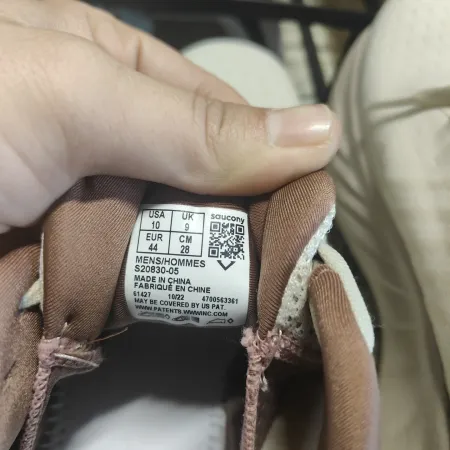 USA 10 UK 9 saucony
EUR 44 CM 28
MENS/HOMMES
S20830-05
MADE IN CHINA
FABRIQUÉ EN CHINE
61427 10/22 4700563361
MAY BE COVERED BY US PAT